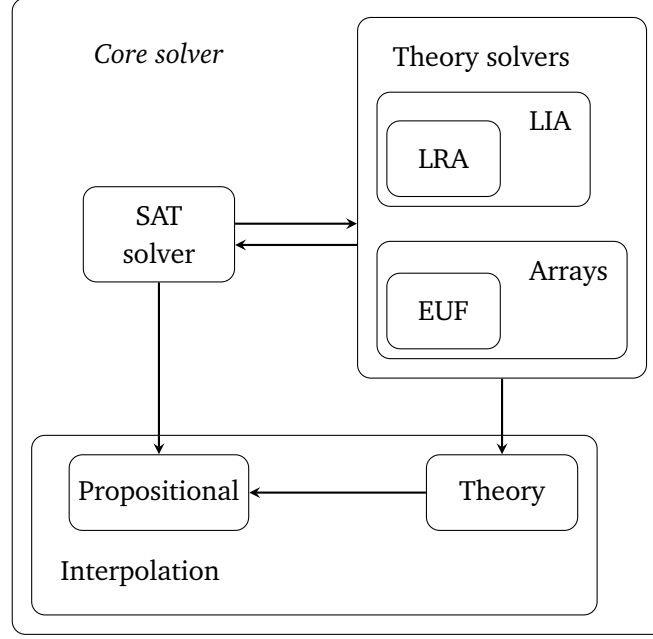 Core solver
Theory solvers
LIA
LRA
SAT
solver
Arrays
EUF
Propositional
Theory
Interpolation